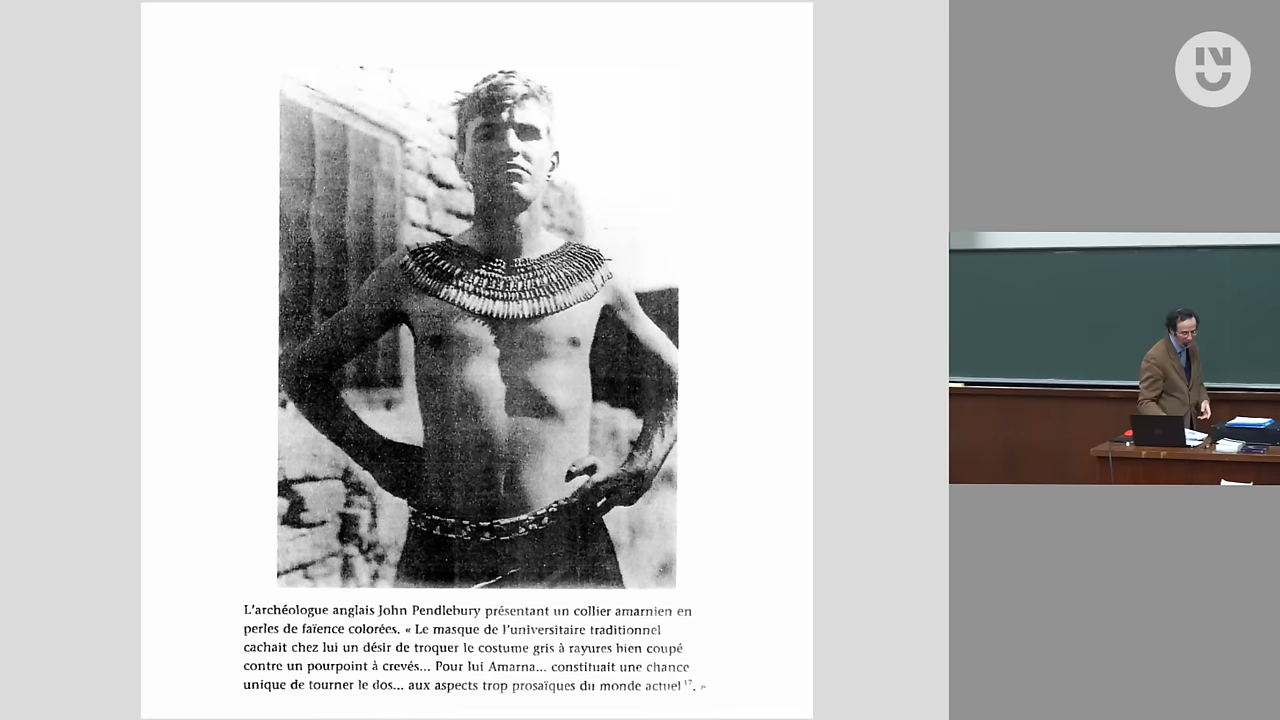 L'archéologue anglais John Pendlebury présentant un collier amarnien en
perles de faïence colorées. « Le masque de l'universitaire traditionnel
cachait chez lui un désir de troquer le costume gris à rayures bien coupé
contre un pourpoint à crevés... Pour lui Amarna... constituait une chance
unique de tourner le dos... aux aspects trop prosaïques du monde actuel 17. »